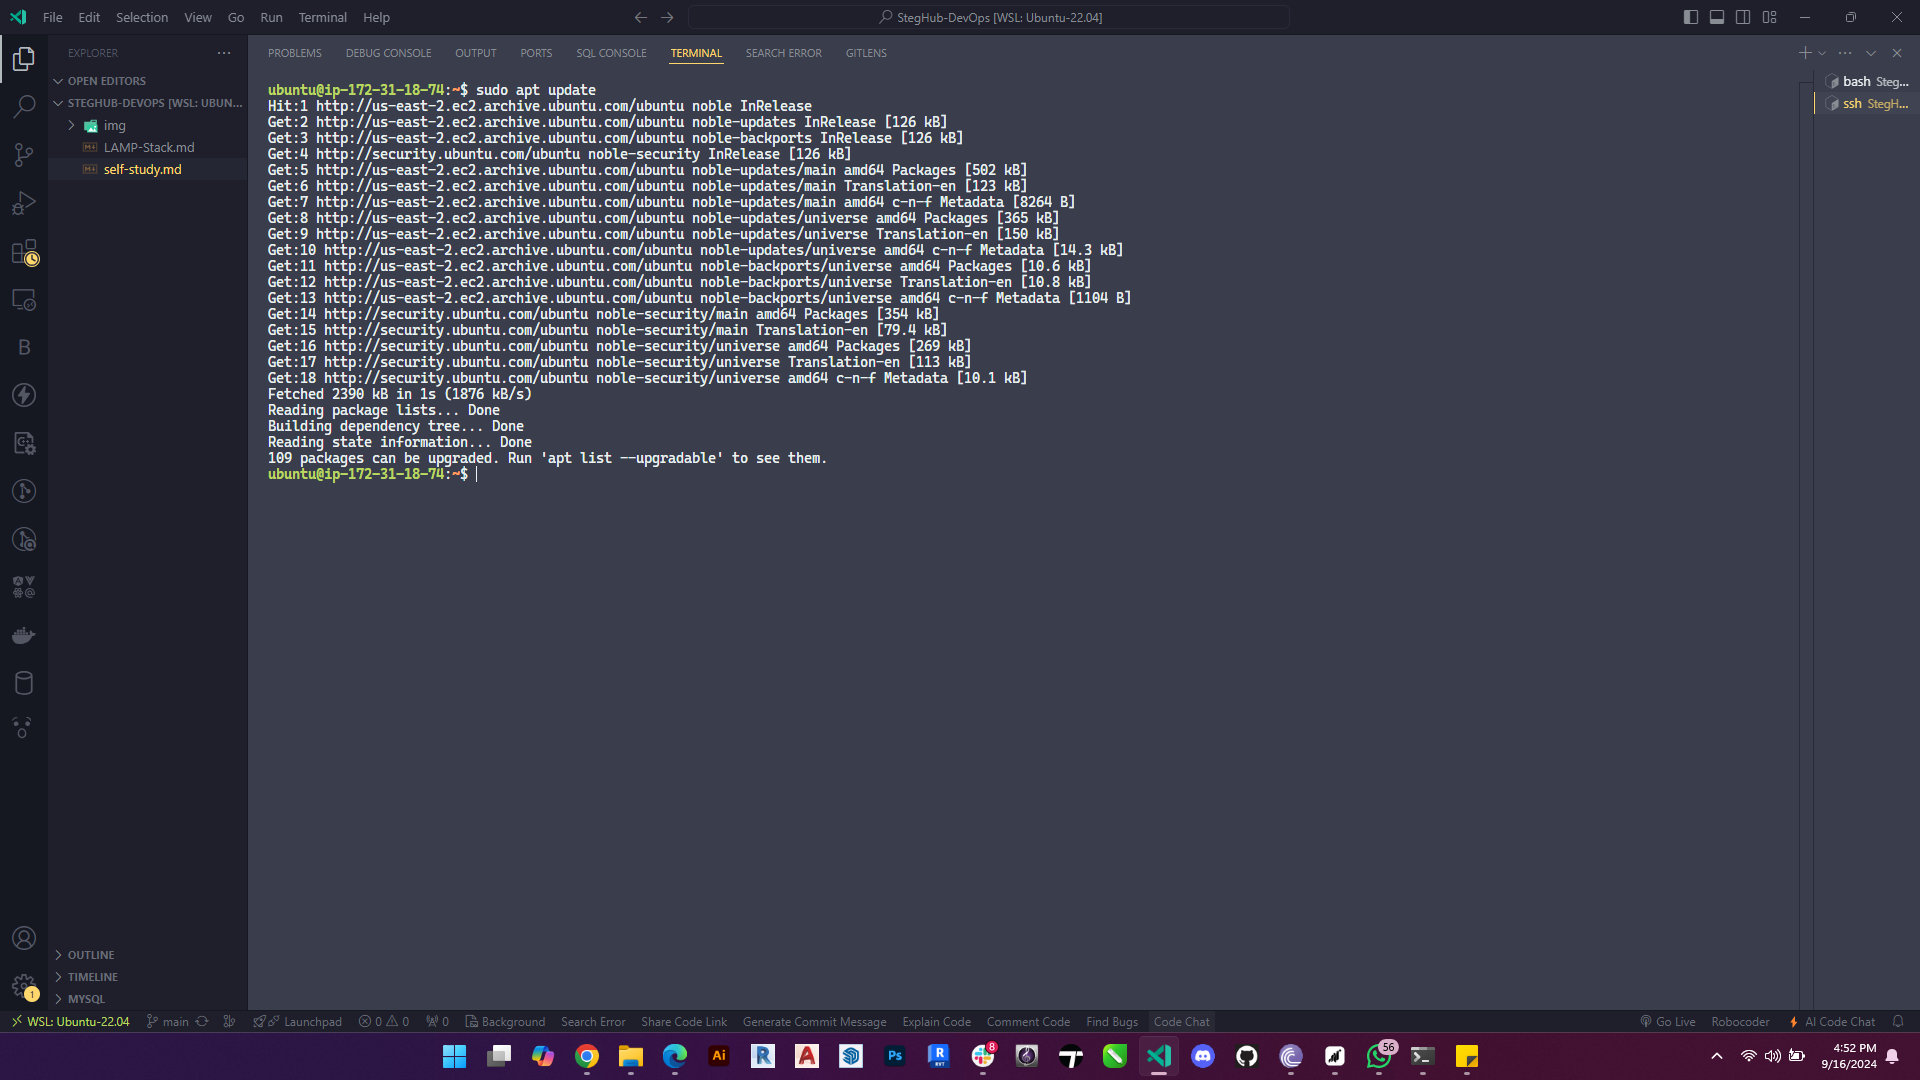 File Edit Selection View Go Run Terminal Help
StegHub-DevOps [WSL: Ubuntu-22.04]
EXPLORER
OPEN EDITORS
STEGHUB-DEVOPS [WSL: UBUN...
img
LAMP-Stack.md
self-study.md
PROBLEMS DEBUG CONSOLE OUTPUT PORTS SQL CONSOLE TERMINAL SEARCH ERROR GITLENS
ubuntu@ip-172-31-18-74:~$ sudo apt update
Hit:1 http://us-east-2.ec2.archive.ubuntu.com/ubuntu noble InRelease
Get:2 http://us-east-2.ec2.archive.ubuntu.com/ubuntu noble-updates InRelease [126 kB]
Get:3 http://us-east-2.ec2.archive.ubuntu.com/ubuntu noble-backports InRelease [126 kB]
Get:4 http://security.ubuntu.com/ubuntu noble-security InRelease [126 kB]
Get:5 http://us-east-2.ec2.archive.ubuntu.com/ubuntu noble-updates/main amd64 Packages [502 kB]
Get:6 http://us-east-2.ec2.archive.ubuntu.com/ubuntu noble-updates/main Translation-en [123 kB]
Get:7 http://us-east-2.ec2.archive.ubuntu.com/ubuntu noble-updates/main amd64 c-n-f Metadata [8264 B]
Get:8 http://us-east-2.ec2.archive.ubuntu.com/ubuntu noble-updates/universe amd64 Packages [365 kB]
Get:9 http://us-east-2.ec2.archive.ubuntu.com/ubuntu noble-updates/universe Translation-en [150 kB]
Get:10 http://us-east-2.ec2.archive.ubuntu.com/ubuntu noble-updates/universe amd64 c-n-f Metadata [14.3 kB]
Get:11 http://us-east-2.ec2.archive.ubuntu.com/ubuntu noble-backports/universe amd64 Packages [10.6 kB]
Get:12 http://us-east-2.ec2.archive.ubuntu.com/ubuntu noble-backports/universe Translation-en [10.8 kB]
Get:13 http://us-east-2.ec2.archive.ubuntu.com/ubuntu noble-backports/universe amd64 c-n-f Metadata [1104 B]
Get:14 http://security.ubuntu.com/ubuntu noble-security/main amd64 Packages [354 kB]
Get:15 http://security.ubuntu.com/ubuntu noble-security/main Translation-en [79.4 kB]
Get:16 http://security.ubuntu.com/ubuntu noble-security/universe amd64 Packages [269 kB]
Get:17 http://security.ubuntu.com/ubuntu noble-security/universe Translation-en [113 kB]
Get:18 http://security.ubuntu.com/ubuntu noble-security/universe amd64 c-n-f Metadata [10.1 kB]
Fetched 2390 kB in 1s (1876 kB/s)
Reading package lists... Done
Building dependency tree... Done
Reading state information... Done
109 packages can be upgraded. Run 'apt list --upgradable' to see them.
ubuntu@ip-172-31-18-74:~$
bash Steg...
ssh StegH...
OUTLINE
TIMELINE
MYSQL
1
WSL: Ubuntu-22.04 main Launchpad 0 0 0 Background Search Error Share Code Link Generate Commit Message Explain Code Comment Code Find Bugs Code Chat Go Live Robocoder AI Code Chat
Ai R A Ps R RVT 8 56
4:52 PM
9/16/2024